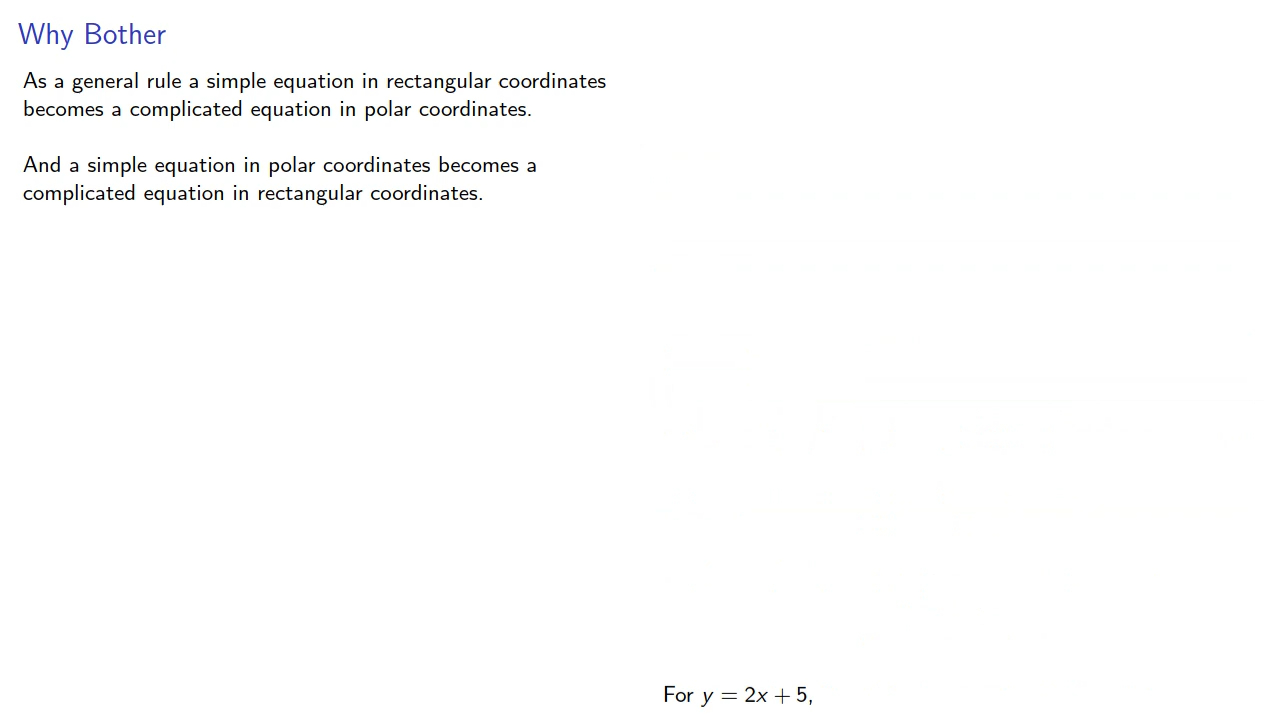 Why Bother
As a general rule a simple equation in rectangular coordinates
becomes a complicated equation in polar coordinates.
And a simple equation in polar coordinates becomes a
complicated equation in rectangular coordinates.
For y = 2x + 5,